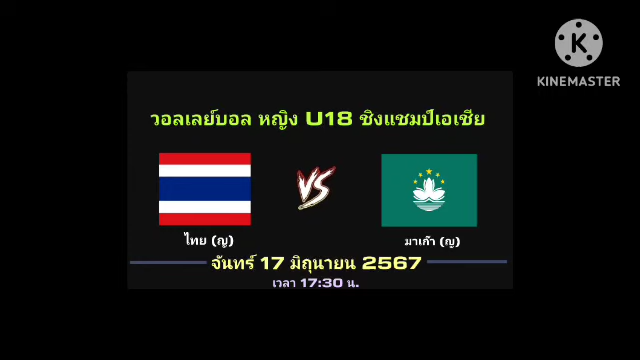 K
KINEMASTER
วอลเลย์บอล หญิง U18 ชิงแชมป์เอเชีย
VS
ไทย (ญ)
มาเก๊า (ญ)
จันทร์ 17 มิถุนายน 2567
เวลา 17:30 น.